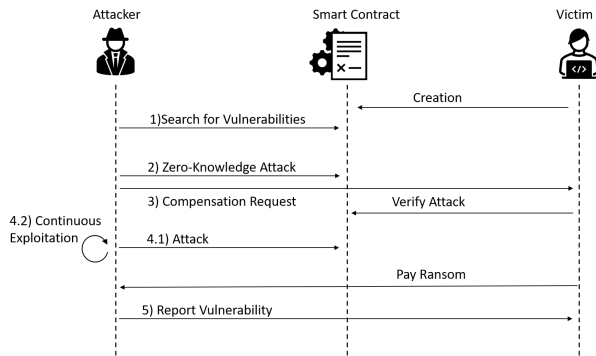 Attacker
Smart Contract
Victim
</>
Creation
1)Search for Vulnerabilities
2) Zero-Knowledge Attack
3) Compensation Request
Verify Attack
4.2) Continuous
Exploitation
4.1) Attack
Pay Ransom
5) Report Vulnerability